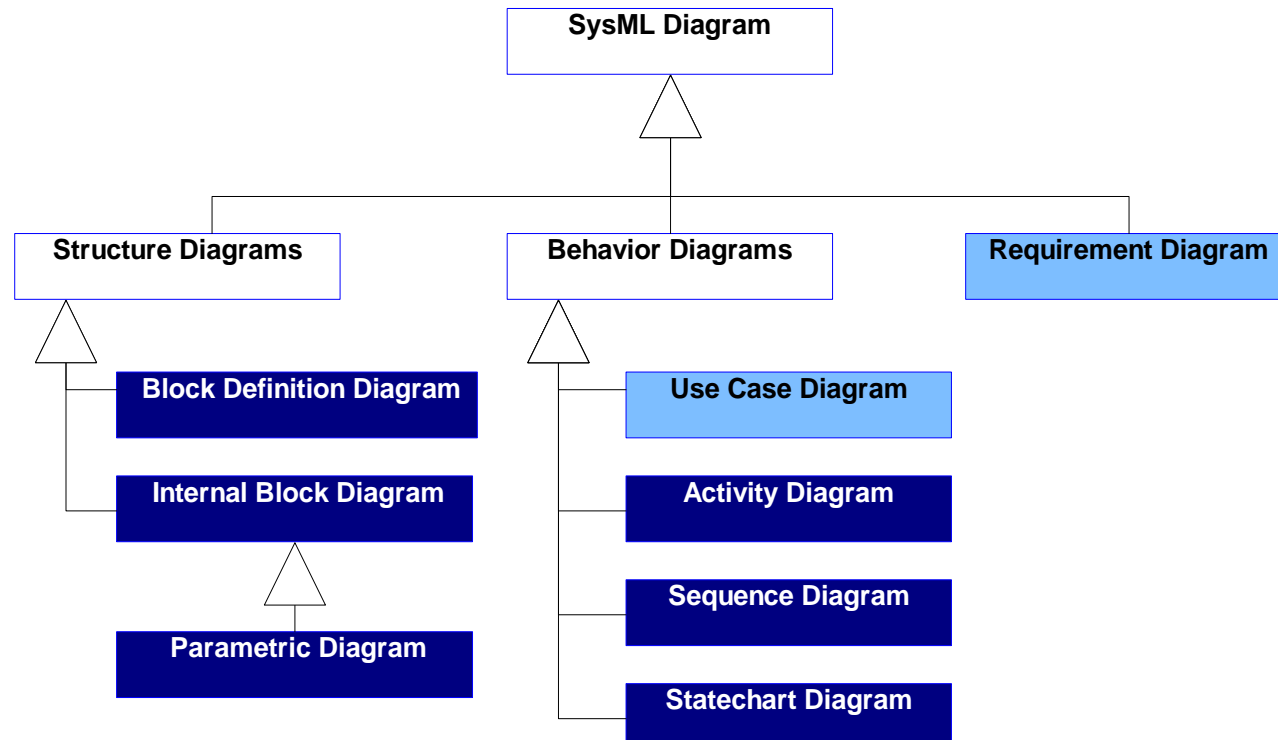 SysML Diagram
Structure Diagrams
Behavior Diagrams
Requirement Diagram
Block Definition Diagram
Use Case Diagram
Internal Block Diagram
Activity Diagram
Sequence Diagram
Parametric Diagram
Statechart Diagram